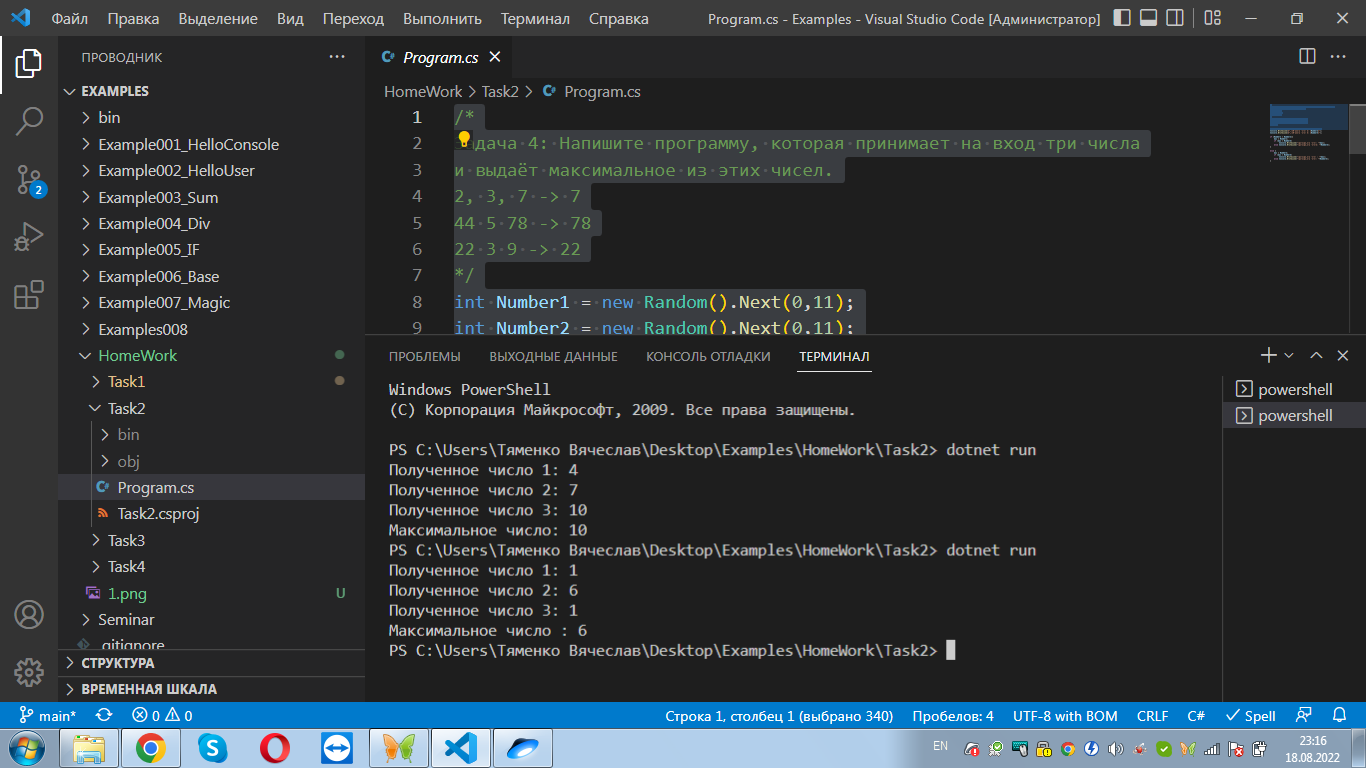 Файл Правка Выделение Вид Переход Выполнить Терминал Справка Program.cs - Examples - Visual Studio Code [Администратор]
ПРОВОДНИК
EXAMPLES
bin
Example001_HelloConsole
Example002_HelloUser
Example003_Sum
Example004_Div
Example005_IF
Example006_Base
Example007_Magic
Examples008
HomeWork
Task1
Task2
bin
obj
Program.cs
Task2.csproj
Task3
Task4
1.png U
Seminar
.gitignore
СТРУКТУРА
ВРЕМЕННАЯ ШКАЛА
2
Program.cs
HomeWork > Task2 > Program.cs
1 /*
2 дача 4: Напишите программу, которая принимает на вход три числа
3 и выдаёт максимальное из этих чисел.
4 2, 3, 7 -> 7
5 44 5 78 -> 78
6 22 3 9 -> 22
7 */
8 int Number1 = new Random().Next(0,11);
9 int Number2 = new Random().Next(0,11);
ПРОБЛЕМЫ ВЫХОДНЫЕ ДАННЫЕ КОНСОЛЬ ОТЛАДКИ ТЕРМИНАЛ
Windows PowerShell
(C) Корпорация Майкрософт, 2009. Все права защищены.
PS C:\Users\Тяменко Вячеслав\Desktop\Examples\HomeWork\Task2> dotnet run
Полученное число 1: 4
Полученное число 2: 7
Полученное число 3: 10
Максимальное число: 10
PS C:\Users\Тяменко Вячеслав\Desktop\Examples\HomeWork\Task2> dotnet run
Полученное число 1: 1
Полученное число 2: 6
Полученное число 3: 1
Максимальное число : 6
PS C:\Users\Тяменко Вячеслав\Desktop\Examples\HomeWork\Task2>
powershell
powershell
main* 0 0 Строка 1, столбец 1 (выбрано 340) Пробелов: 4 UTF-8 with BOM CRLF C# Spell
EN 23:16
18.08.2022